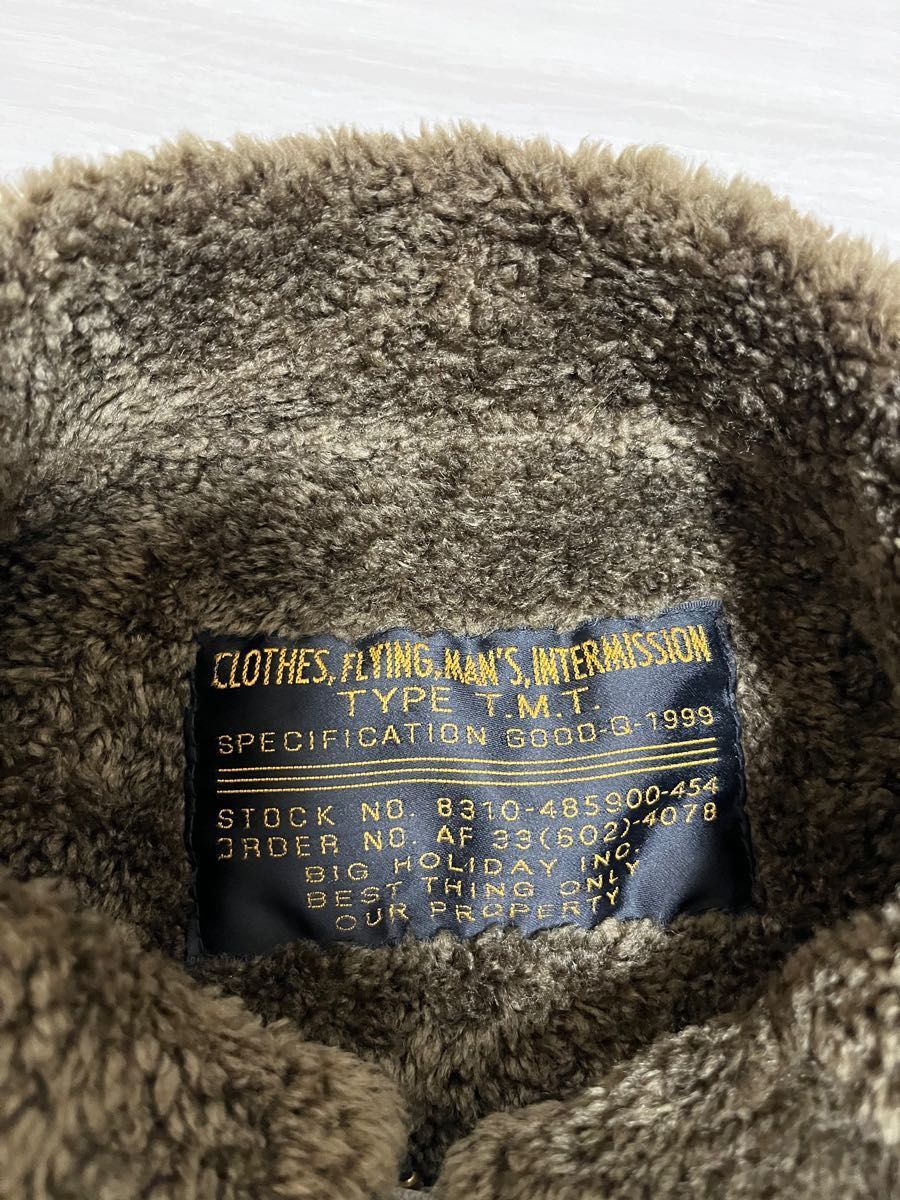 CLOTHES, FLYING, MAN'S, INTERMISSION
TYPE T.M.T.
SPECIFICATION GOOD-Q-1999
STOCK NO. 8310-485900-454
ORDER NO. AF 33(602)-4078
BIG HOLIDAY INC.
BEST THING ONLY
OUR PROPERTY